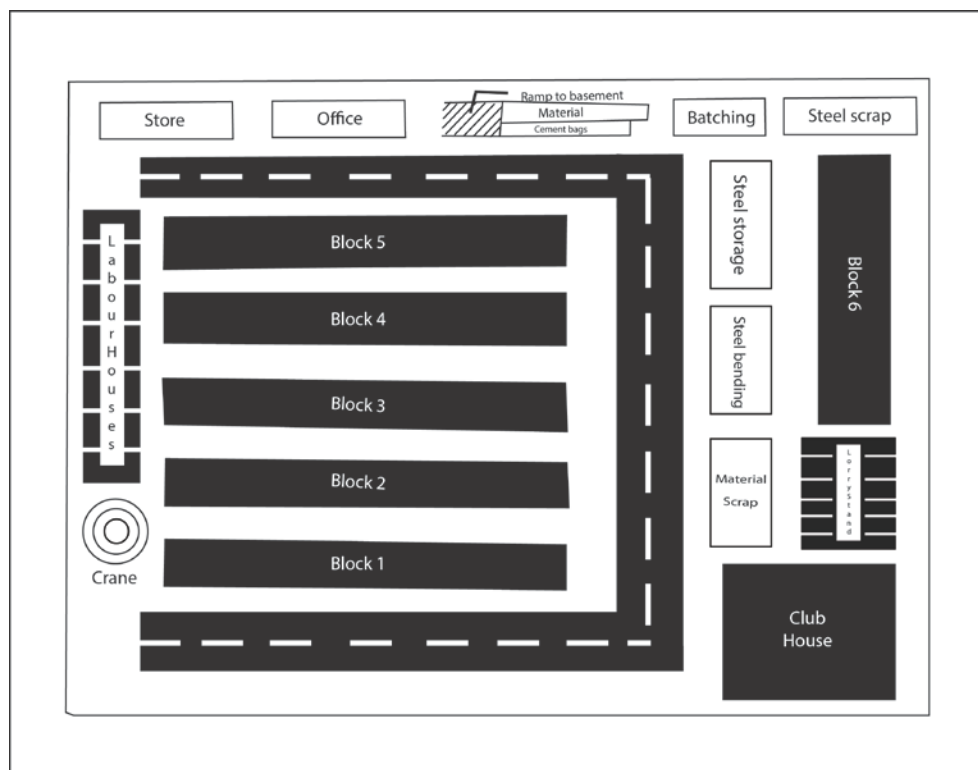 Ramp to basement
Store
Office
Material
Cement bags
Batching
Steel scrap
Steel storage
Block 5
Block 6
Labour Houses
Block 4
Steel bending
Block 3
Block 2
Material
Scrap
Lorry Stand
Block 1
Crane
Club
House